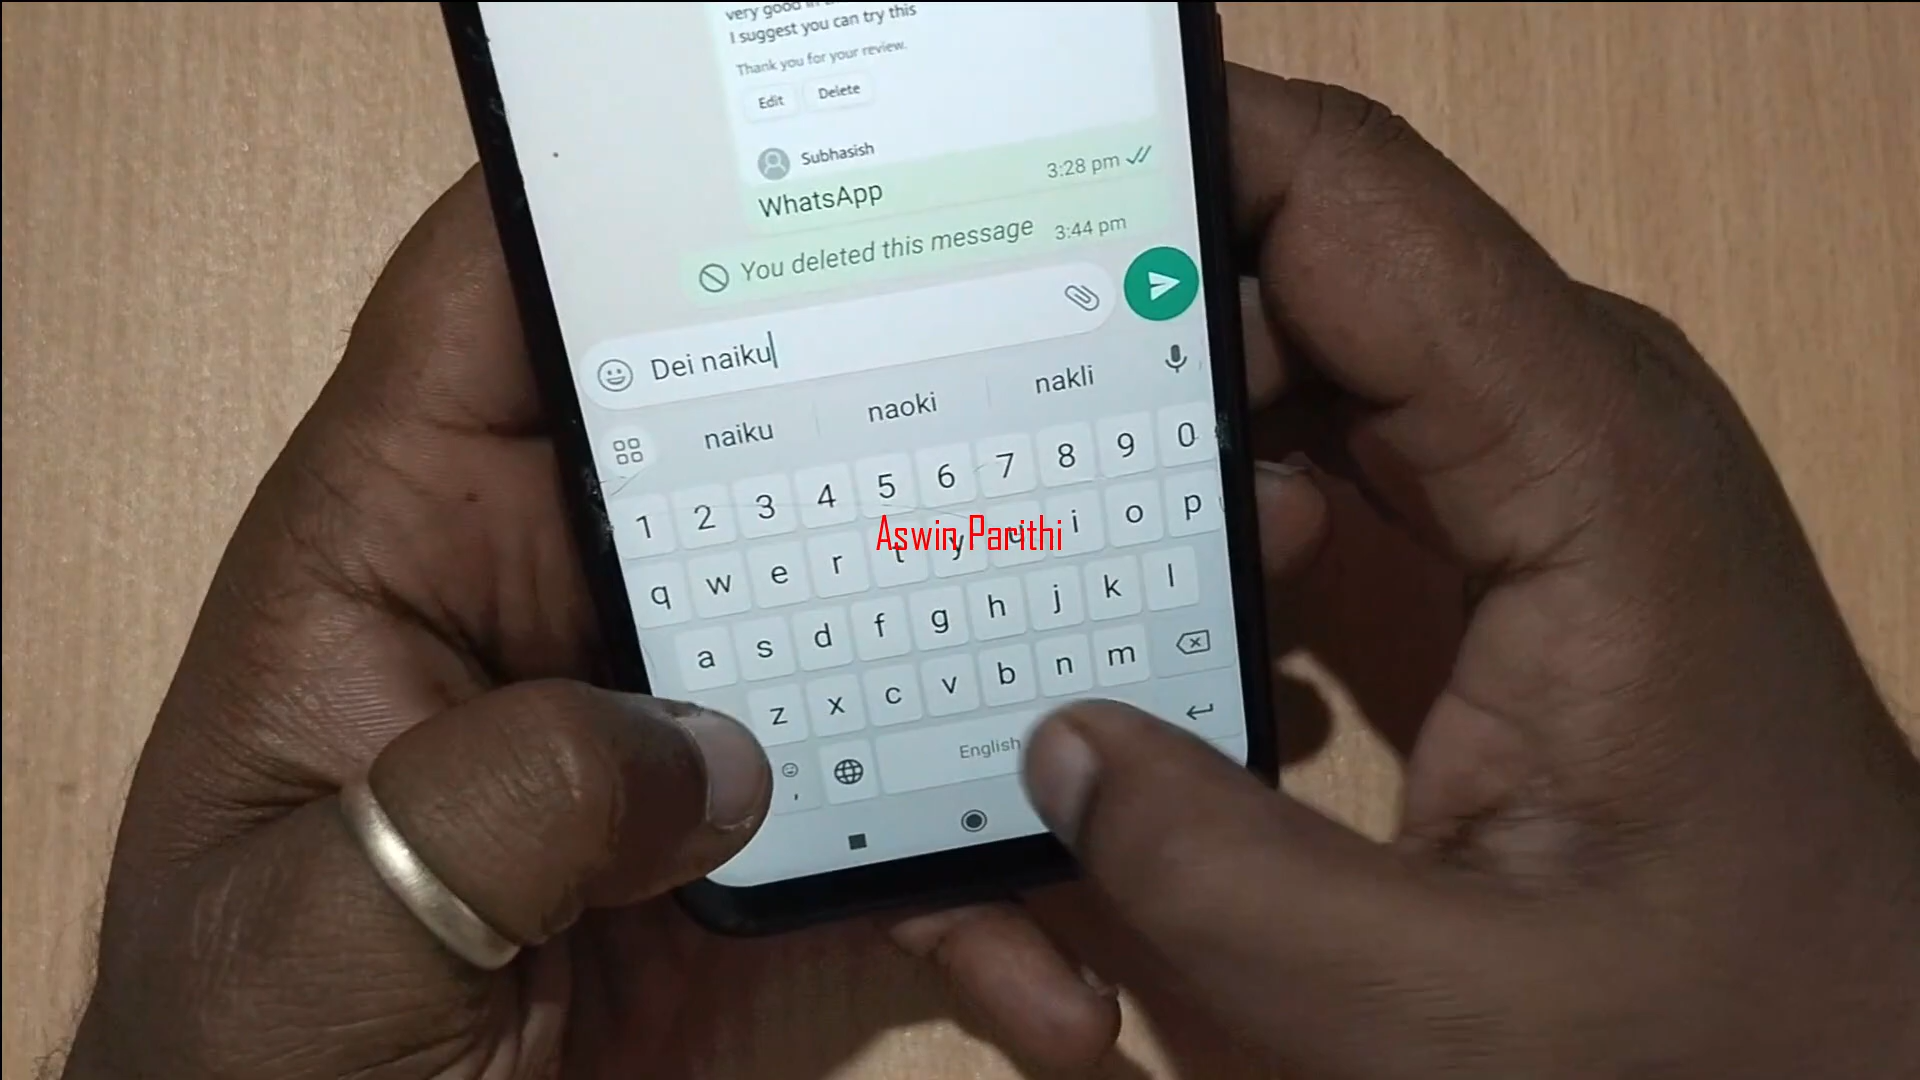 very good in
I suggest you can try this
Thank you for your review.
Edit Delete
Subhasish
WhatsApp 3:28 pm
You deleted this message 3:44 pm
Dei naiku
naiku naoki nakli
1 2 3 4 5 6 7 8 9 0
q w e r t y u i o p
Aswin Parithi
a s d f g h j k l
z x c v b n m
, English